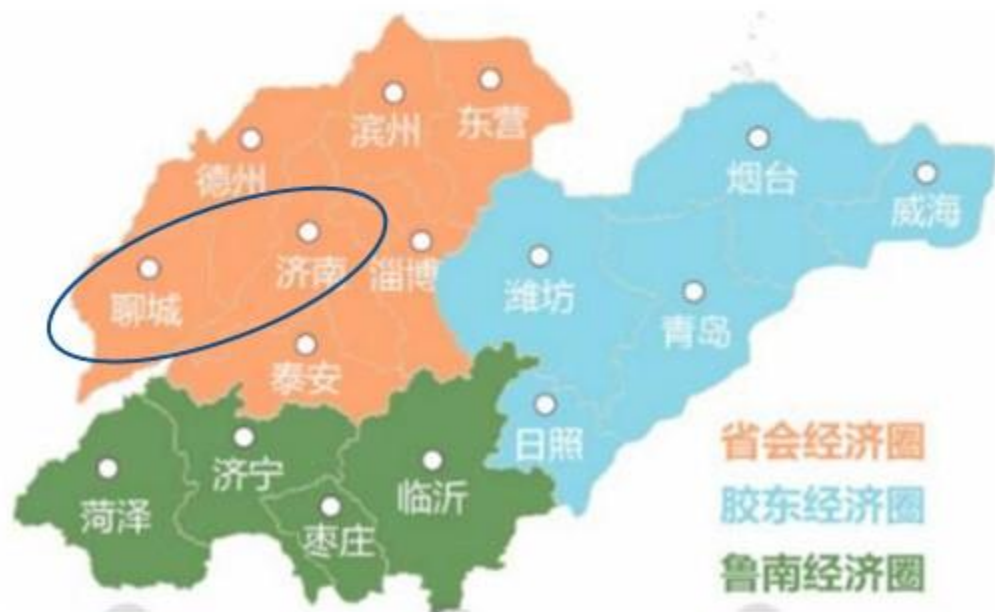 滨州
东营
德州
烟台
威海
济南
淄博
聊城
潍坊
青岛
泰安
日照
济宁
临沂
菏泽
枣庄
省会经济圈
胶东经济圈
鲁南经济圈